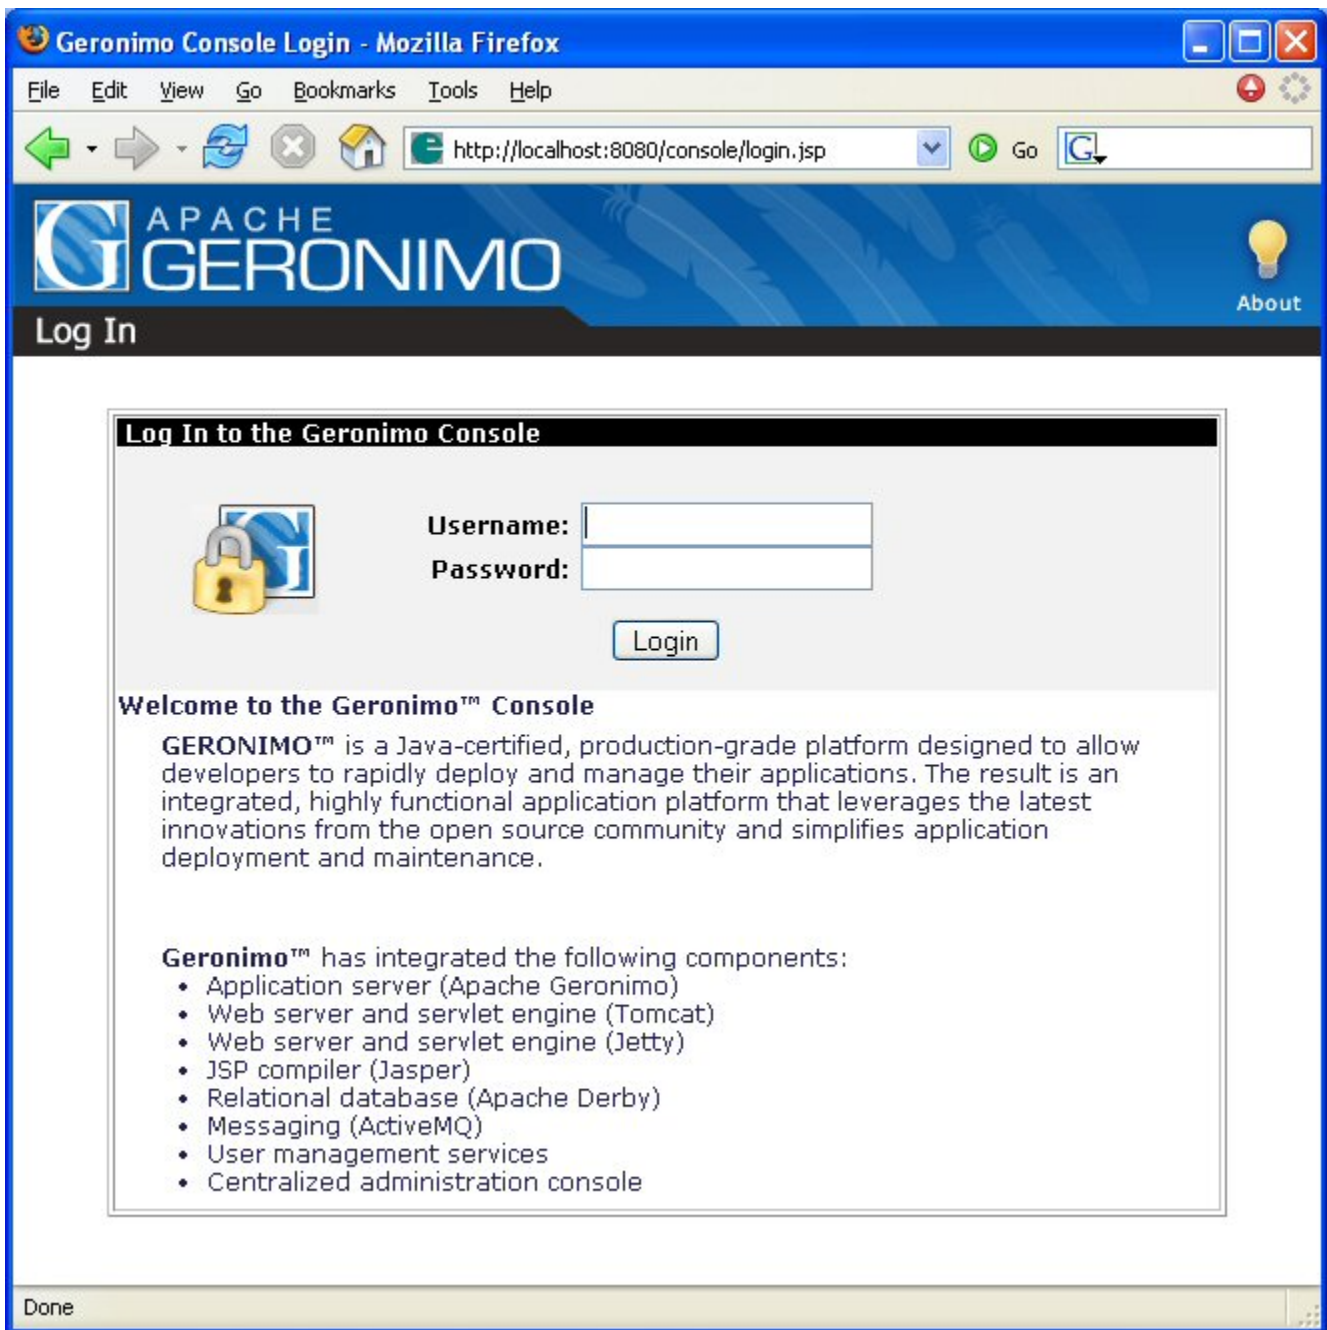 Geronimo Console Login - Mozilla Firefox
File Edit View Go Bookmarks Tools Help
http://localhost:8080/console/login.jsp Go G
G APACHE
GERONIMO
About
Log In
Log In to the Geronimo Console
G
Username:
Password:
Login
Welcome to the Geronimo™ Console
GERONIMO™ is a Java-certified, production-grade platform designed to allow
developers to rapidly deploy and manage their applications. The result is an
integrated, highly functional application platform that leverages the latest
innovations from the open source community and simplifies application
deployment and maintenance.
Geronimo™ has integrated the following components:
• Application server (Apache Geronimo)
• Web server and servlet engine (Tomcat)
• Web server and servlet engine (Jetty)
• JSP compiler (Jasper)
• Relational database (Apache Derby)
• Messaging (ActiveMQ)
• User management services
• Centralized administration console
Done